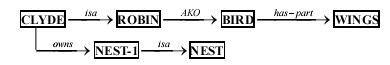 isa AKO has-part
CLYDE ROBIN BIRD WINGS
owns isa
NEST-1 NEST